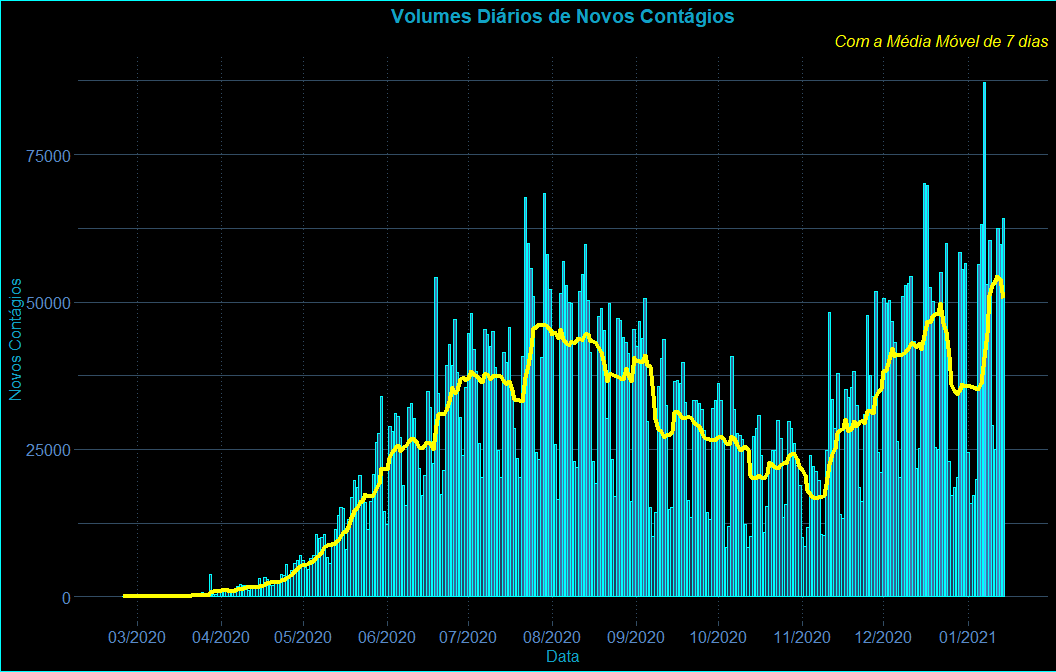 Volumes Diários de Novos Contágios
Com a Média Móvel de 7 dias
Novos Contágios
75000
50000
25000
0
03/2020 04/2020 05/2020 06/2020 07/2020 08/2020 09/2020 10/2020 11/2020 12/2020 01/2021
Data